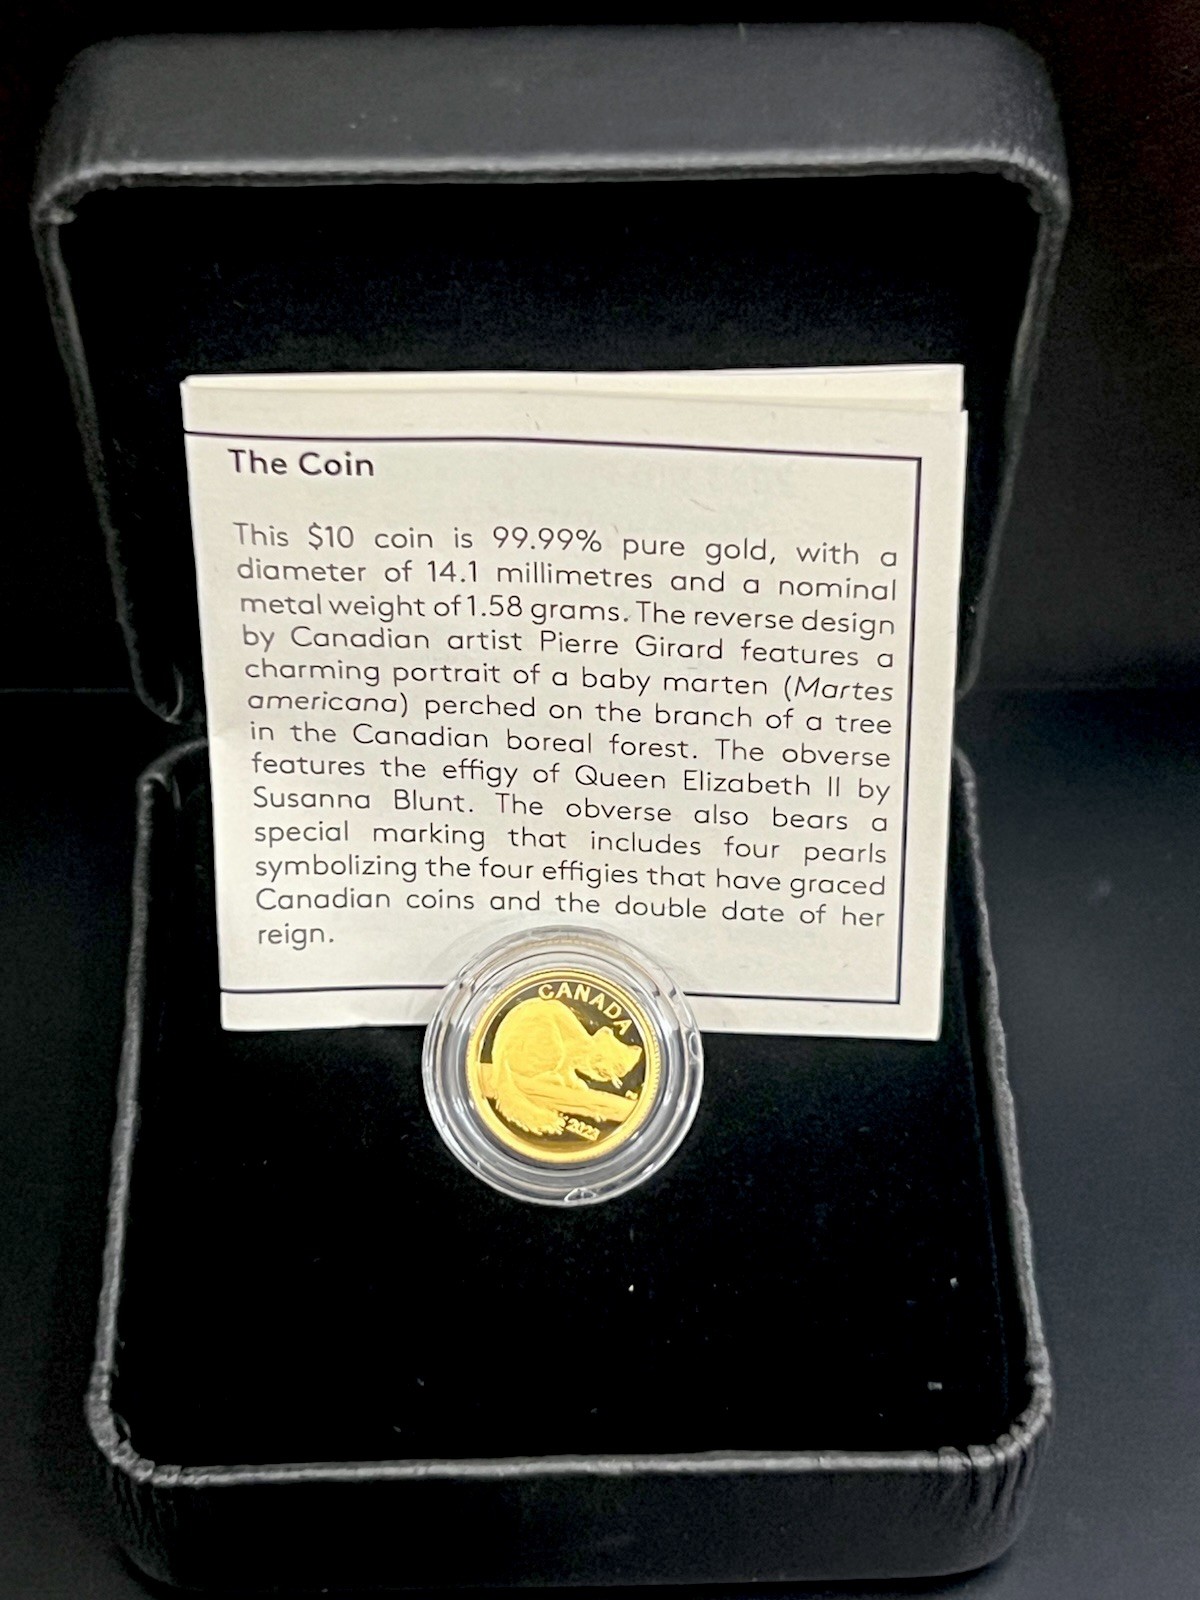 The Coin
This $10 coin is 99.99% pure gold, with a
diameter of 14.1 millimetres and a nominal
metal weight of 1.58 grams. The reverse design
by Canadian artist Pierre Girard features a
charming portrait of a baby marten (Martes
americana) perched on the branch of a tree
in the Canadian boreal forest. The obverse
features the effigy of Queen Elizabeth II by
Susanna Blunt. The obverse also bears a
special marking that includes four pearls
symbolizing the four effigies that have graced
Canadian coins and the double date of her
reign.
CANADA
2023